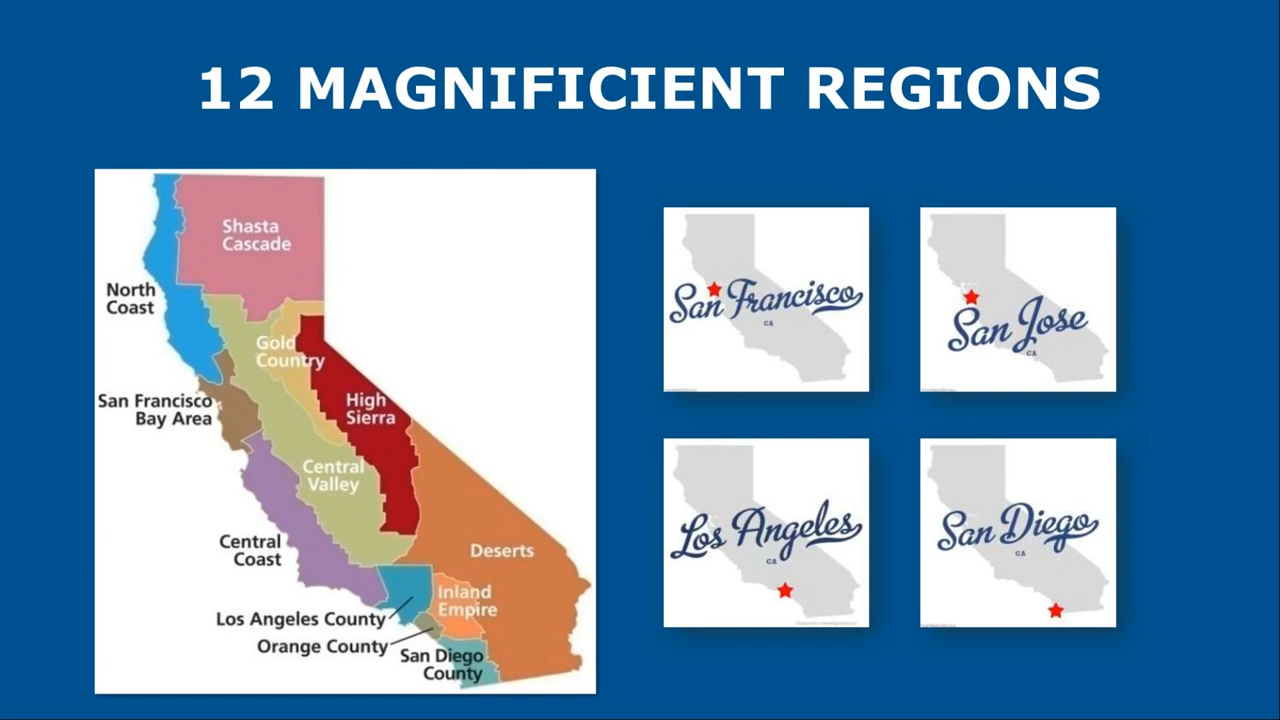 12 MAGNIFICIENT REGIONS
Shasta
Cascade
North
Coast
Gold
Country
San Francisco
Bay Area
High
Sierra
Central
Valley
Central
Coast
Deserts
Inland
Empire
Los Angeles County
Orange County
San Diego
County
San Francisco
CA
San Jose
CA
Los Angeles
CA
San Diego
CA